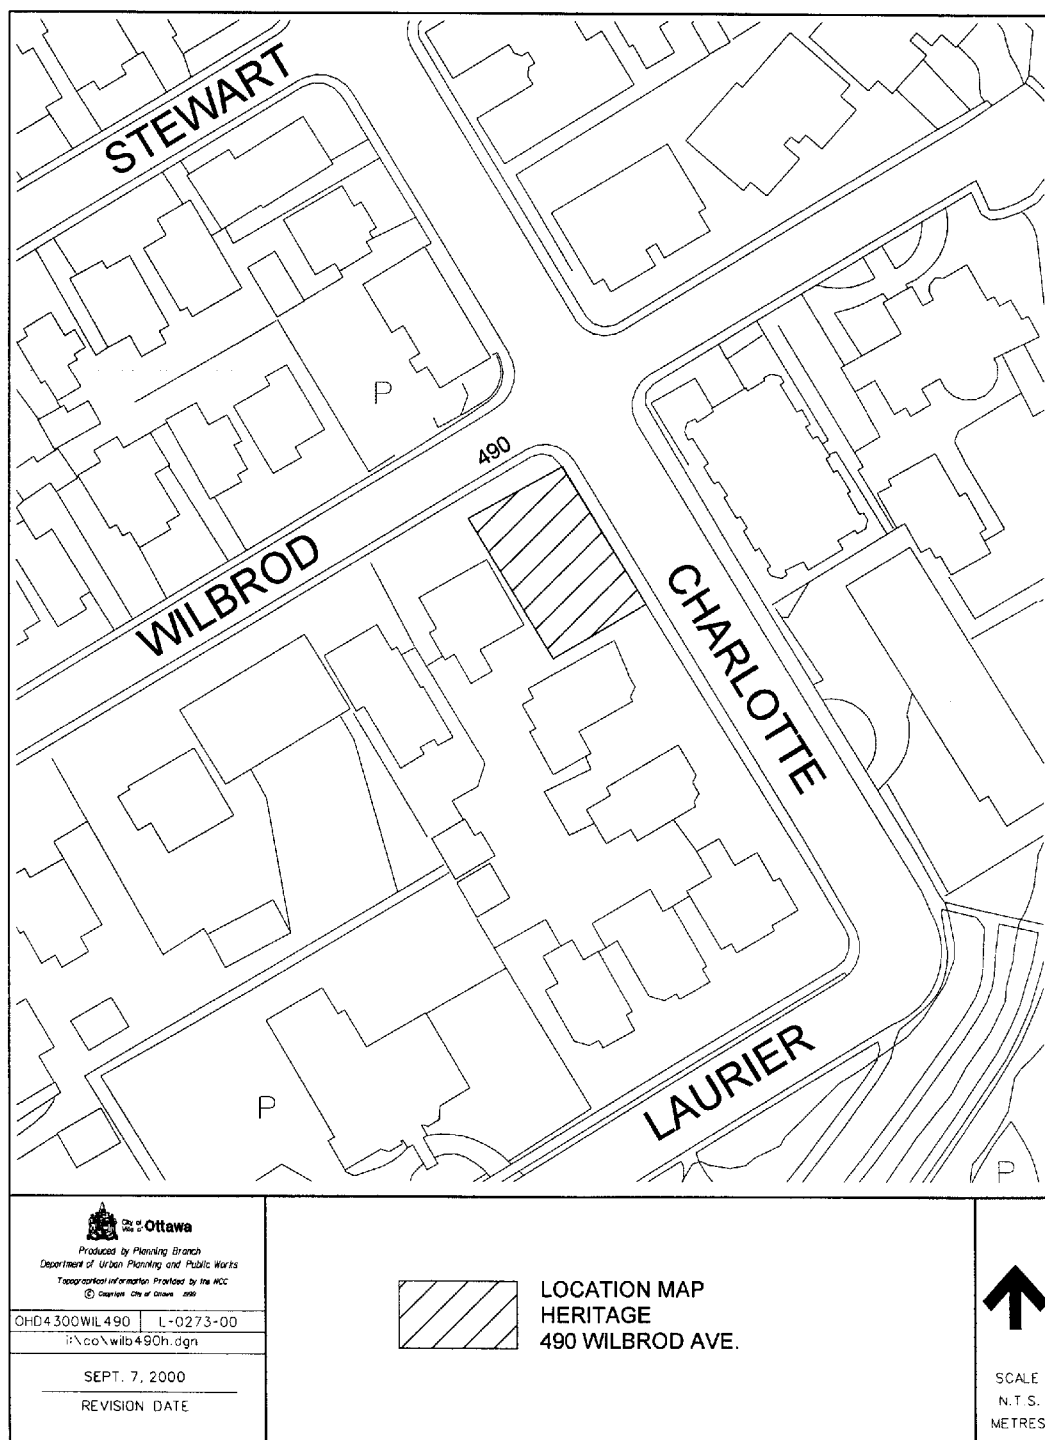 STEWART
P
490
WILBROD
CHARLOTTE
LAURIER
P
P
City of
Ville d'
Ottawa
Produced by Planning Branch
Department of Urban Planning and Public Works
Topographical information Provided by the NCC
© Copyright City of Ottawa
OHD4300WIL490
L-0273-00
i:\co\wilb490h.dgn
SEPT. 7, 2000
REVISION DATE
LOCATION MAP
HERITAGE
490 WILBROD AVE.
SCALE
N.T.S.
METRES